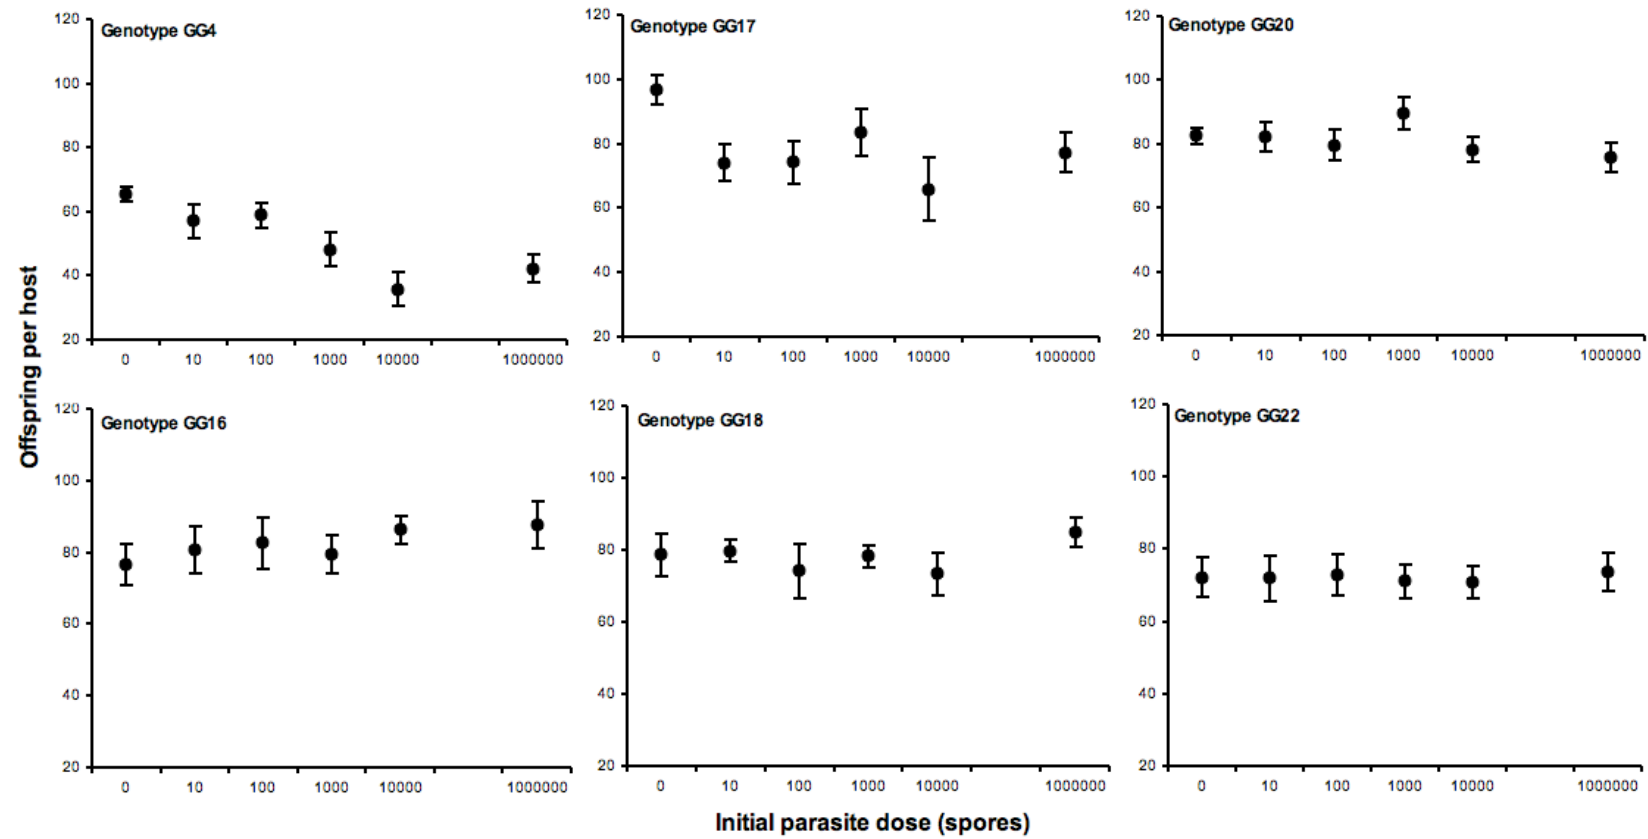 Offspring per host
Genotype GG4
120
100
80
60
40
20
0 10 100 1000 10000 1000000
Genotype GG17
120
100
80
60
40
20
0 10 100 1000 10000 1000000
Genotype GG20
120
100
80
60
40
20
0 10 100 1000 10000 1000000
Genotype GG16
120
100
80
60
40
20
0 10 100 1000 10000 1000000
Genotype GG18
120
100
80
60
40
20
0 10 100 1000 10000 1000000
Genotype GG22
120
100
80
60
40
20
0 10 100 1000 10000 1000000
Initial parasite dose (spores)